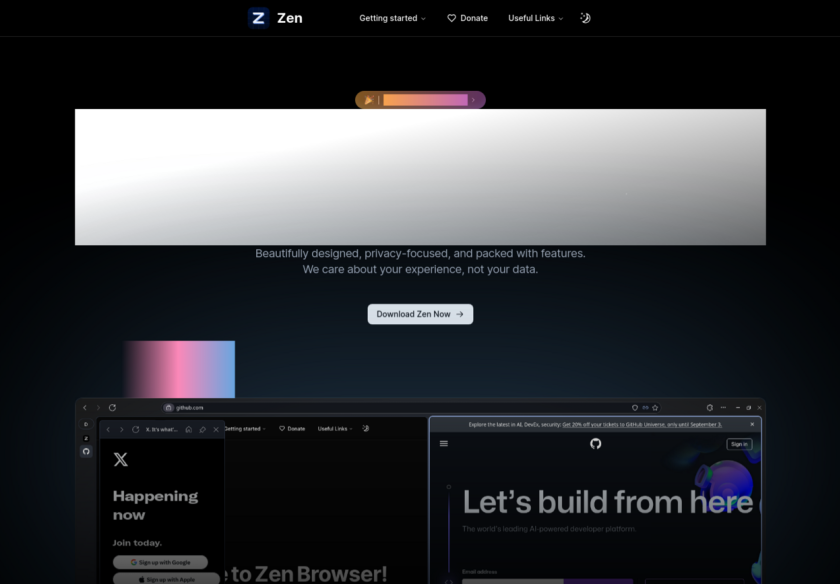 Zen
Getting started
Donate
Useful Links
Beautifully designed, privacy-focused, and packed with features.
We care about your experience, not your data.
Download Zen Now
github.com
X. It's what'...
Getting started
Donate
Useful Links
Explore the latest in AI, DevEx, security: Get 20% off your tickets to GitHub Universe, only until September 3.
Sign in
Happening
now
Join today.
Sign up with Google
Sign up with Apple
to Zen Browser!
Let's build from here
The world's leading AI-powered developer platform.
Email address